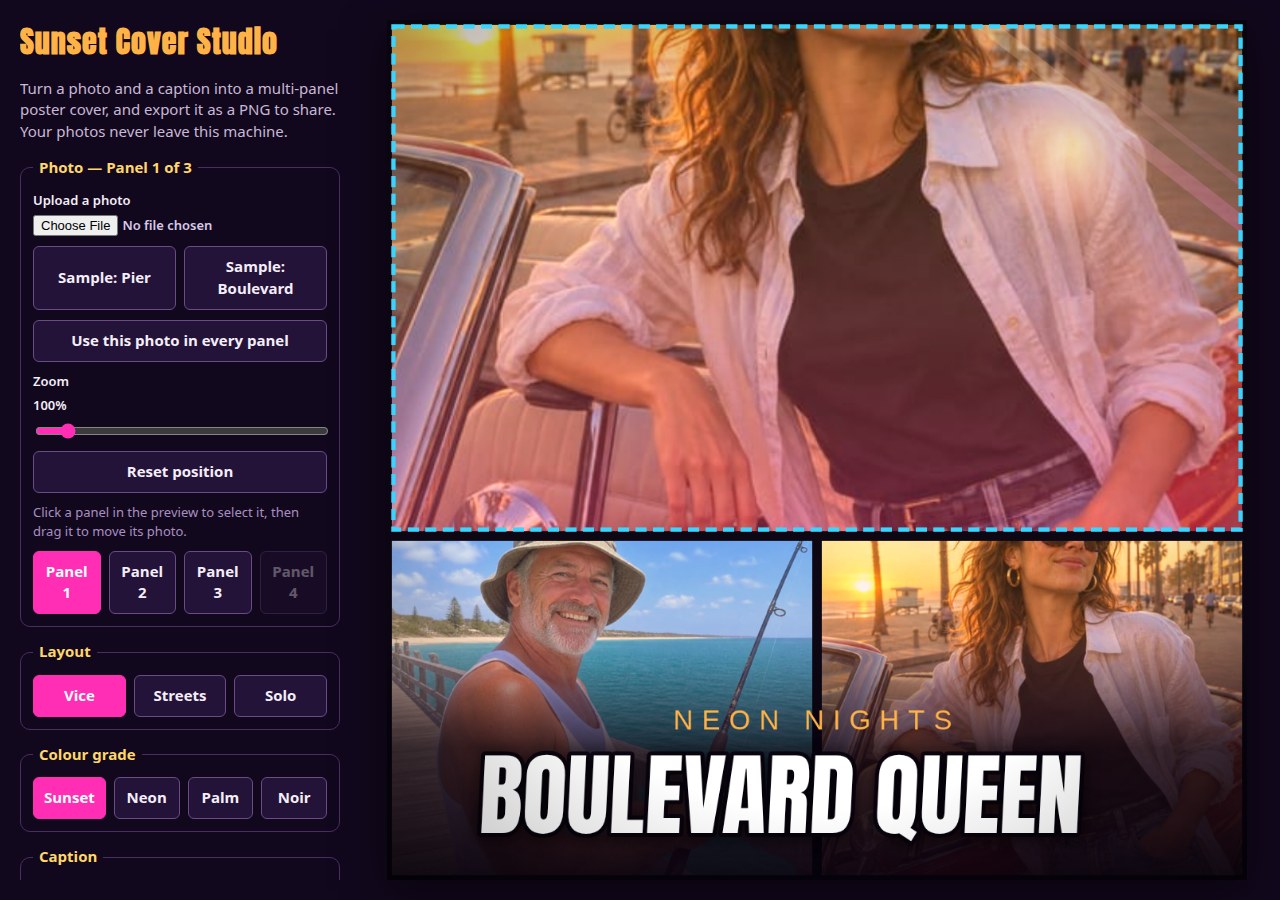 Sunset Cover Studio
Turn a photo and a caption into a multi-panel
poster cover, and export it as a PNG to share.
Your photos never leave this machine.
Photo — Panel 1 of 3
Upload a photo
Choose File No file chosen
Sample: Pier
Sample:
Boulevard
Use this photo in every panel
Zoom
100%
Reset position
Click a panel in the preview to select it, then
drag it to move its photo.
Panel
1
Panel
2
Panel
3
Panel
4
Layout
Vice
Streets
Solo
Colour grade
Sunset
Neon
Palm
Noir
Caption
NEON NIGHTS
BOULEVARD QUEEN